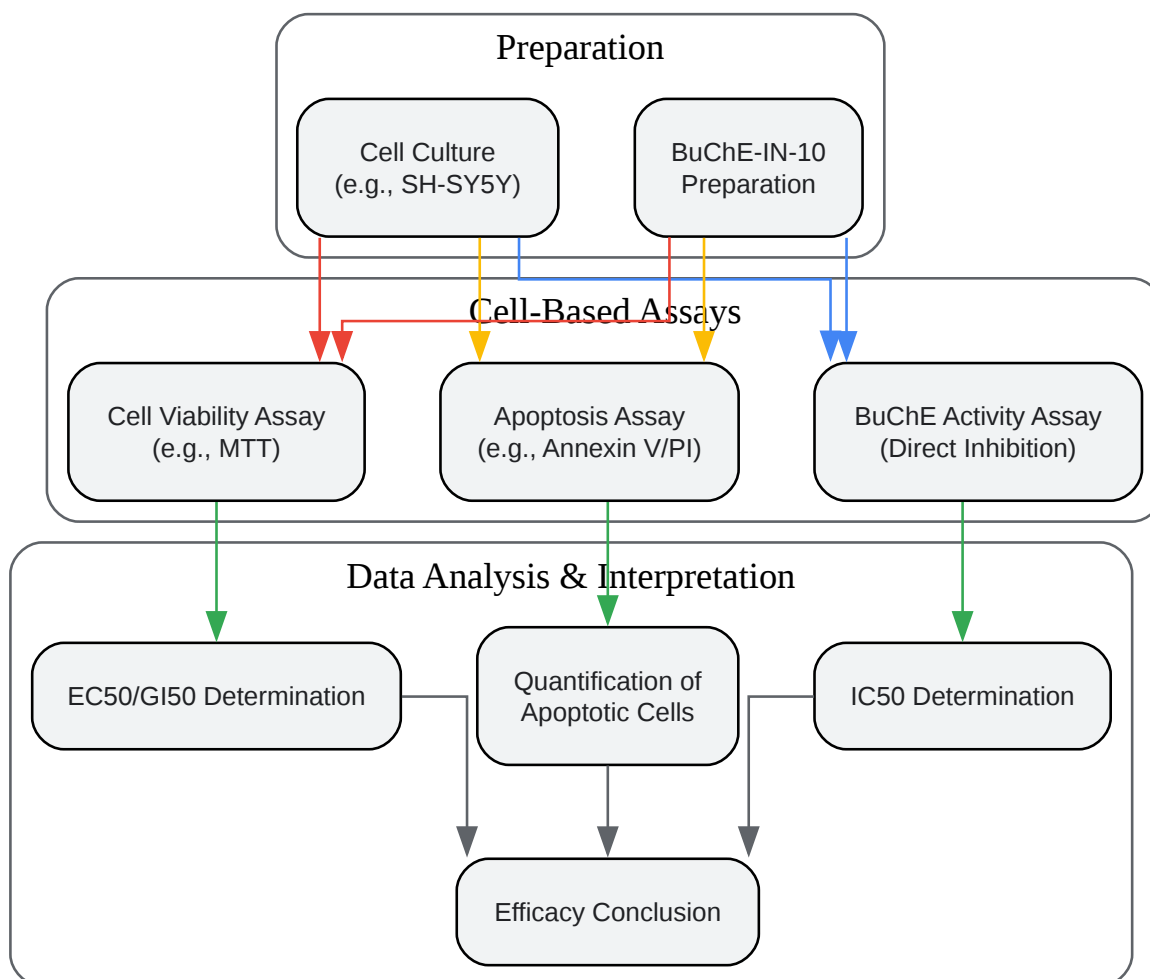 Preparation
Cell Culture
(e.g., SH-SY5Y)
BuChE-IN-10
Preparation
Cell-Based Assays
Cell Viability Assay
(e.g., MTT)
Apoptosis Assay
(e.g., Annexin V/PI)
BuChE Activity Assay
(Direct Inhibition)
Data Analysis & Interpretation
EC50/GI50 Determination
Quantification of
Apoptotic Cells
IC50 Determination
Efficacy Conclusion